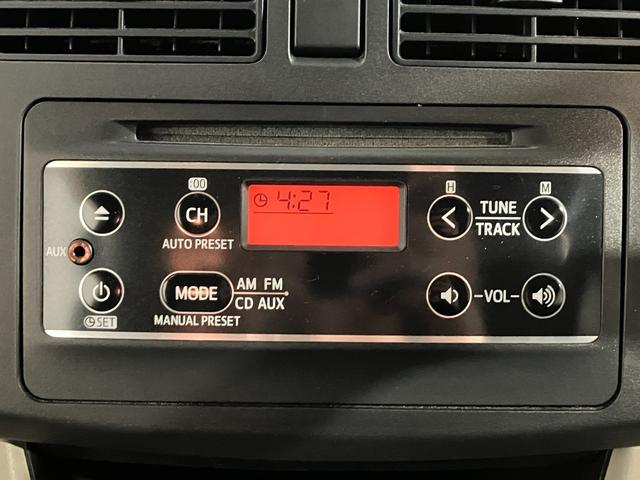 :00
H
M
4:27
CH
TUNE
TRACK
AUTO PRESET
AUX
MODE
AM FM
CD AUX
VOL
SET
MANUAL PRESET